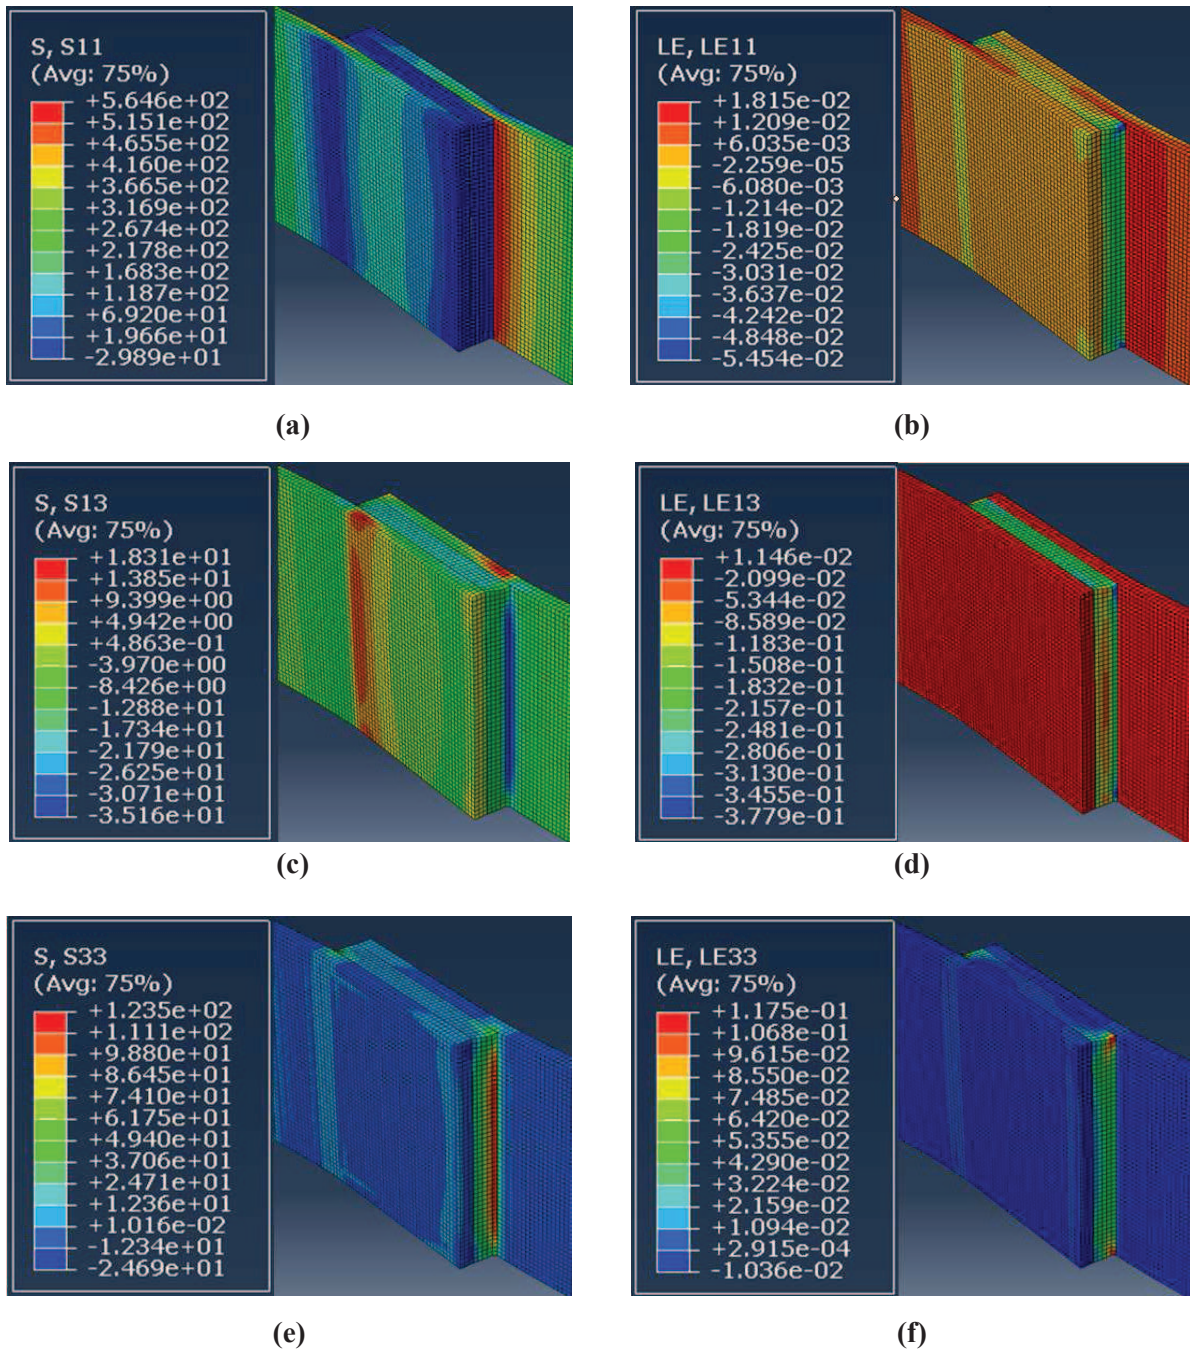 S, S11
(Avg: 75%)
+5.646e+02
+5.151e+02
+4.655e+02
+4.160e+02
+3.665e+02
+3.169e+02
+2.674e+02
+2.178e+02
+1.683e+02
+1.187e+02
+6.920e+01
+1.966e+01
-2.989e+01
(a)
LE, LE11
(Avg: 75%)
+1.815e-02
+1.209e-02
+6.035e-03
-2.259e-05
-6.080e-03
-1.214e-02
-1.819e-02
-2.425e-02
-3.031e-02
-3.637e-02
-4.242e-02
-4.848e-02
-5.454e-02
(b)
S, S13
(Avg: 75%)
+1.831e+01
+1.385e+01
+9.399e+00
+4.942e+00
+4.863e-01
-3.970e+00
-8.426e+00
-1.288e+01
-1.734e+01
-2.179e+01
-2.625e+01
-3.071e+01
-3.516e+01
(c)
LE, LE13
(Avg: 75%)
+1.146e-02
-2.099e-02
-5.344e-02
-8.589e-02
-1.183e-01
-1.508e-01
-1.832e-01
-2.157e-01
-2.481e-01
-2.806e-01
-3.130e-01
-3.455e-01
-3.779e-01
(d)
S, S33
(Avg: 75%)
+1.235e+02
+1.111e+02
+9.880e+01
+8.645e+01
+7.410e+01
+6.175e+01
+4.940e+01
+3.706e+01
+2.471e+01
+1.236e+01
+1.016e-02
-1.234e+01
-2.469e+01
(e)
LE, LE33
(Avg: 75%)
+1.175e-01
+1.068e-01
+9.615e-02
+8.550e-02
+7.485e-02
+6.420e-02
+5.355e-02
+4.290e-02
+3.224e-02
+2.159e-02
+1.094e-02
+2.915e-04
-1.036e-02
(f)